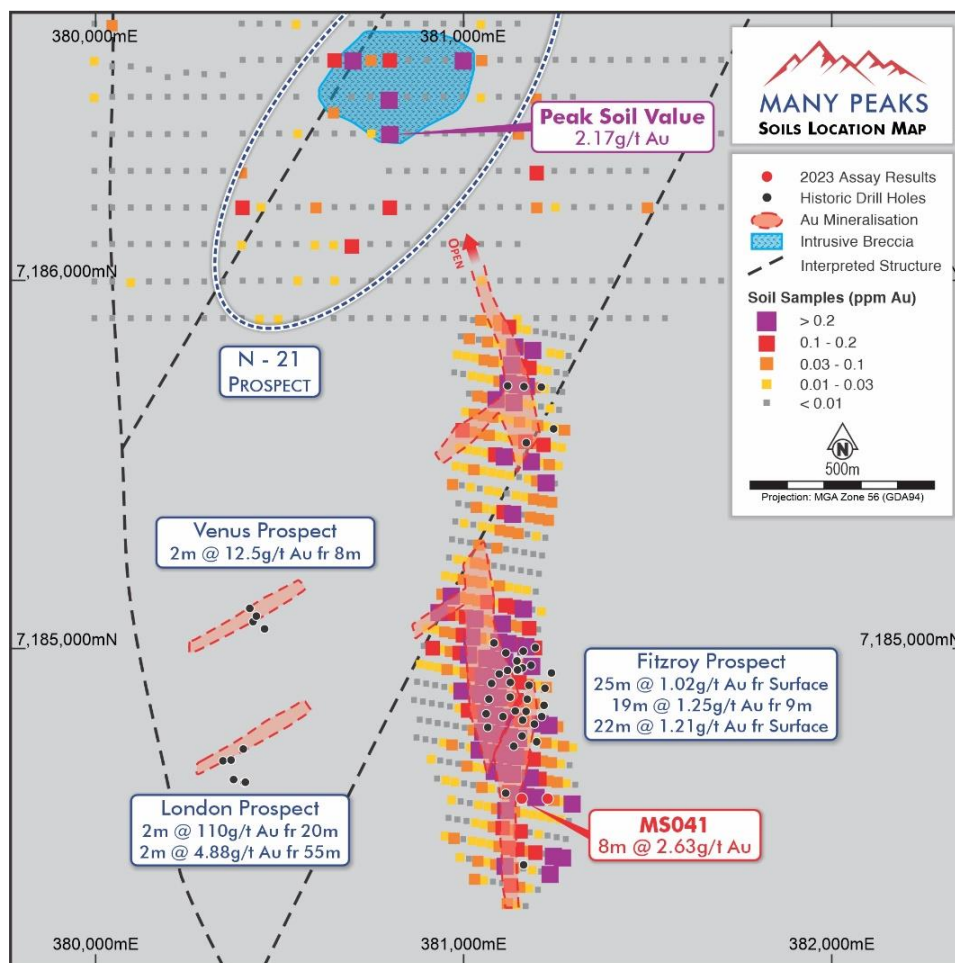 380,000mE
381,000mE
MANY PEAKS
SOILS LOCATION MAP
Peak Soil Value
2.17g/t Au
2023 Assay Results
Historic Drill Holes
Au Mineralisation
Intrusive Breccia
Interpreted Structure
Soil Samples (ppm Au)
> 0.2
0.1 - 0.2
0.03 - 0.1
0.01 - 0.03
< 0.01
N
500m
Projection: MGA Zone 56 (GDA94)
OPEN
7,186,000mN
N - 21
PROSPECT
Venus Prospect
2m @ 12.5g/t Au fr 8m
7,185,000mN
7,185,000mN
Fitzroy Prospect
25m @ 1.02g/t Au fr Surface
19m @ 1.25g/t Au fr 9m
22m @ 1.21g/t Au fr Surface
London Prospect
2m @ 110g/t Au fr 20m
2m @ 4.88g/t Au fr 55m
MS041
8m @ 2.63g/t Au
380,000mE
381,000mE
382,000mE